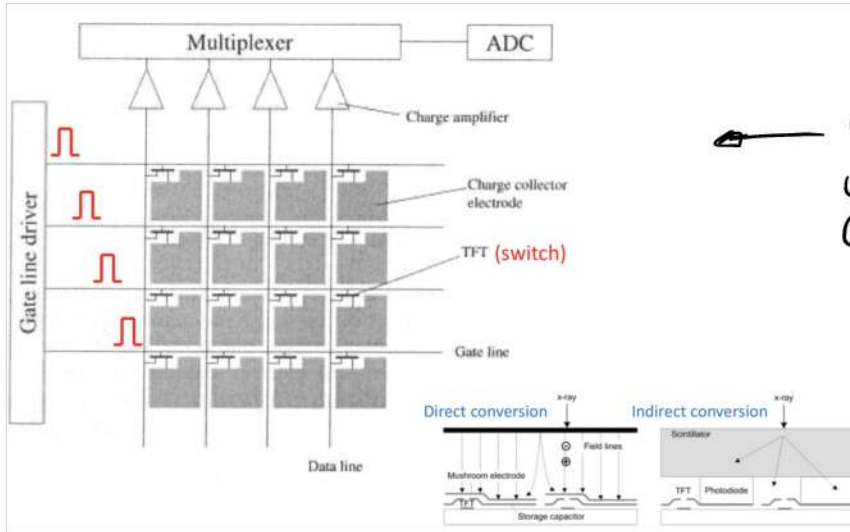 Multiplexer
ADC
Charge amplifier
Gate line driver
Charge collector
electrode
TFT (switch)
Gate line
Data line
Direct conversion
x-ray
Field lines
Mushroom electrode
TFT
Storage capacitor
Indirect conversion
x-ray
Scintillator
TFT
Photodiode